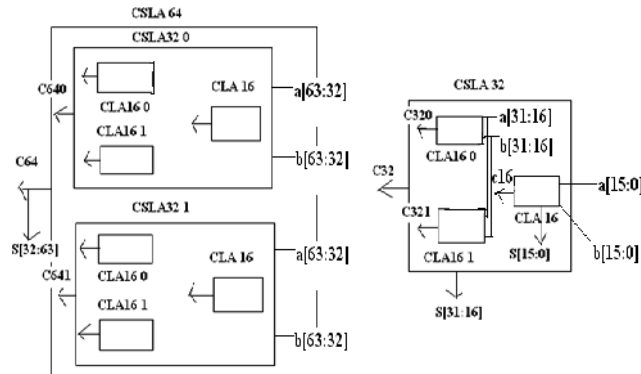 CSLA 64
CSLA32 0
C640
CLA 16
a[63:32]
CLA16 0
CLA16 1
C64
b[63:32]
CSLA32 1
S[32:63]
a[63:32]
C641
CLA16 0
CLA 16
CLA16 1
b[63:32]
CSLA 32
C320
a[31:16]
b[31:16]
CLA16 0
C32
c16
a[15:0]
C321
CLA 16
CLA16 1
S[15:0]
b[15:0]
S[31:16]